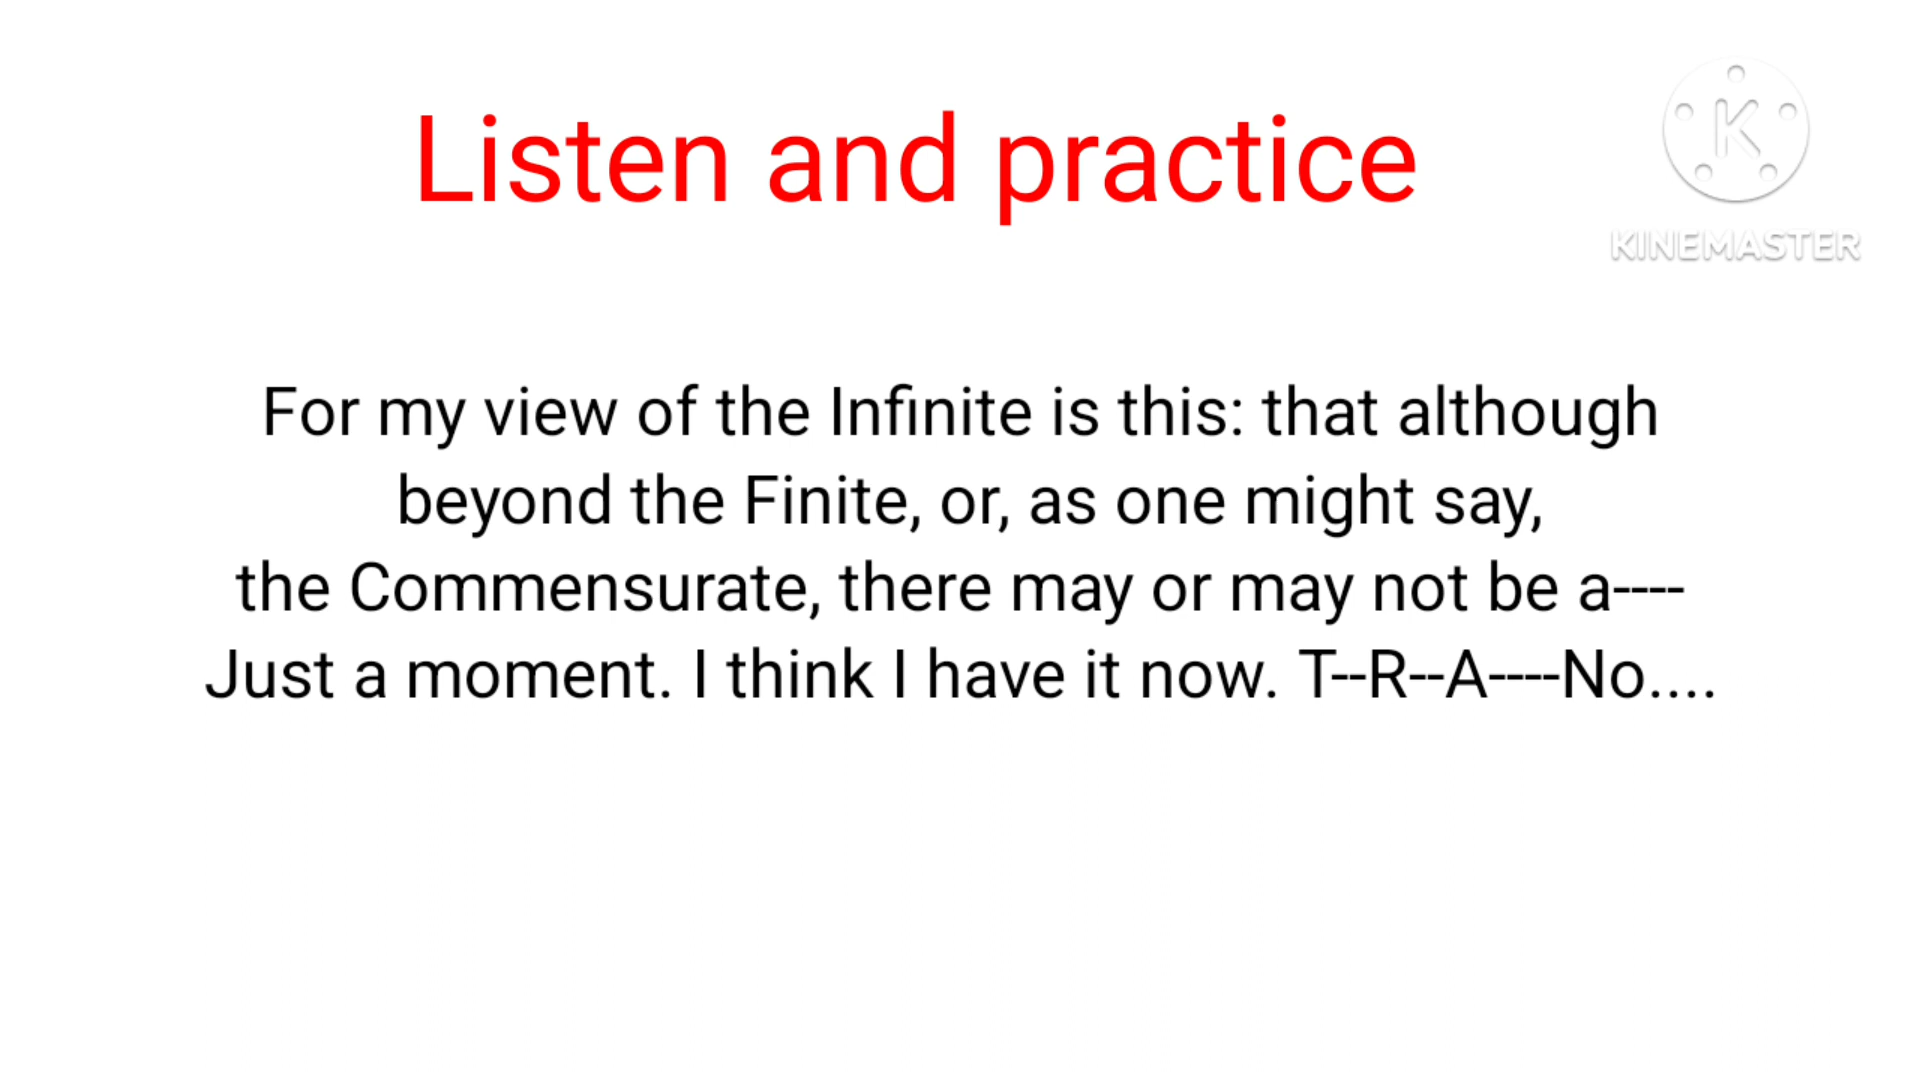 Listen and practice
K
KINEMASTER
For my view of the Infinite is this: that although
beyond the Finite, or, as one might say,
the Commensurate, there may or may not be a----
Just a moment. I think I have it now. T--R--A----No....